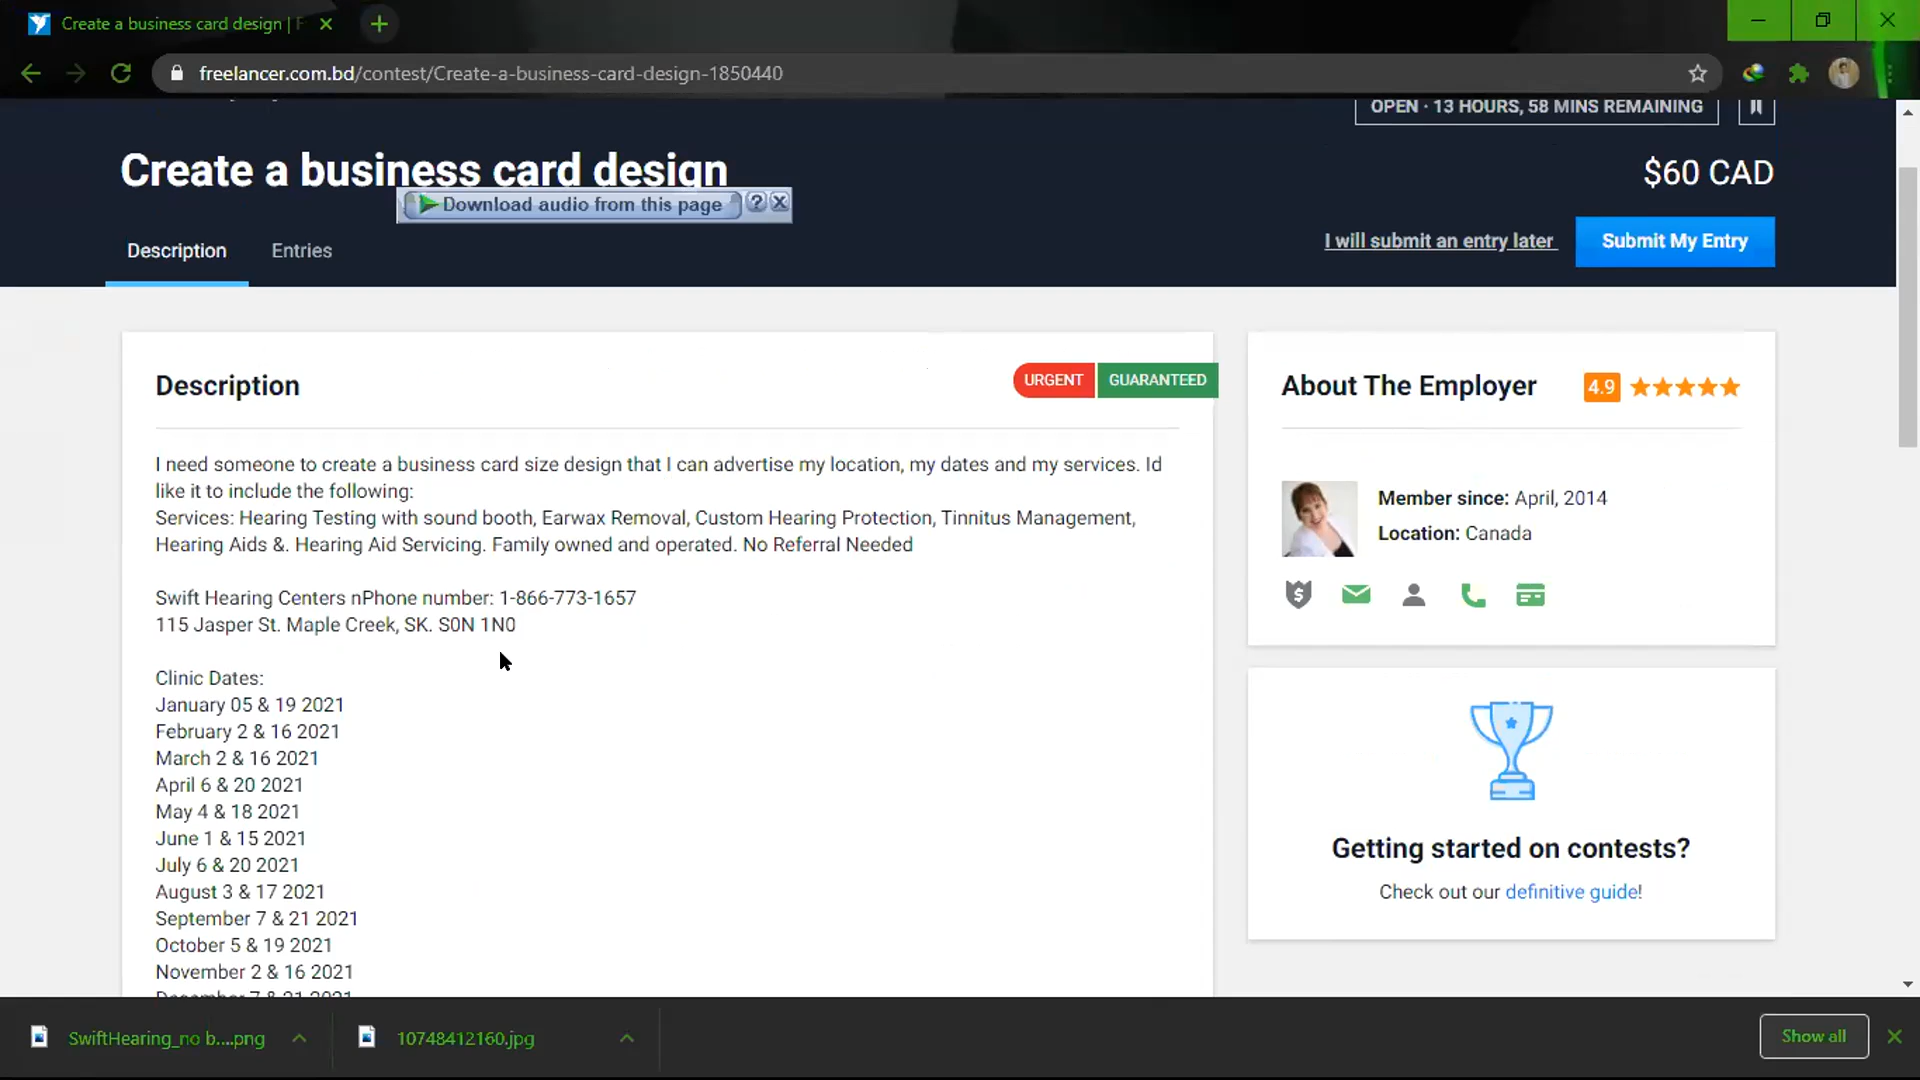 Create a business card design | F
freelancer.com.bd/contest/Create-a-business-card-design-1850440
OPEN · 13 HOURS, 58 MINS REMAINING
Create a business card design
$60 CAD
Download audio from this page
?
Description
Entries
I will submit an entry later
Submit My Entry
Description
URGENT
GUARANTEED
I need someone to create a business card size design that I can advertise my location, my dates and my services. Id
like it to include the following:
Services: Hearing Testing with sound booth, Earwax Removal, Custom Hearing Protection, Tinnitus Management,
Hearing Aids &. Hearing Aid Servicing. Family owned and operated. No Referral Needed
Swift Hearing Centers nPhone number: 1-866-773-1657
115 Jasper St. Maple Creek, SK. S0N 1N0
Clinic Dates:
January 05 & 19 2021
February 2 & 16 2021
March 2 & 16 2021
April 6 & 20 2021
May 4 & 18 2021
June 1 & 15 2021
July 6 & 20 2021
August 3 & 17 2021
September 7 & 21 2021
October 5 & 19 2021
November 2 & 16 2021
December 7 & 21 2021
About The Employer
4.9
Member since: April, 2014
Location: Canada
Getting started on contests?
Check out our definitive guide!
SwiftHearing_no b....png
10748412160.jpg
Show all